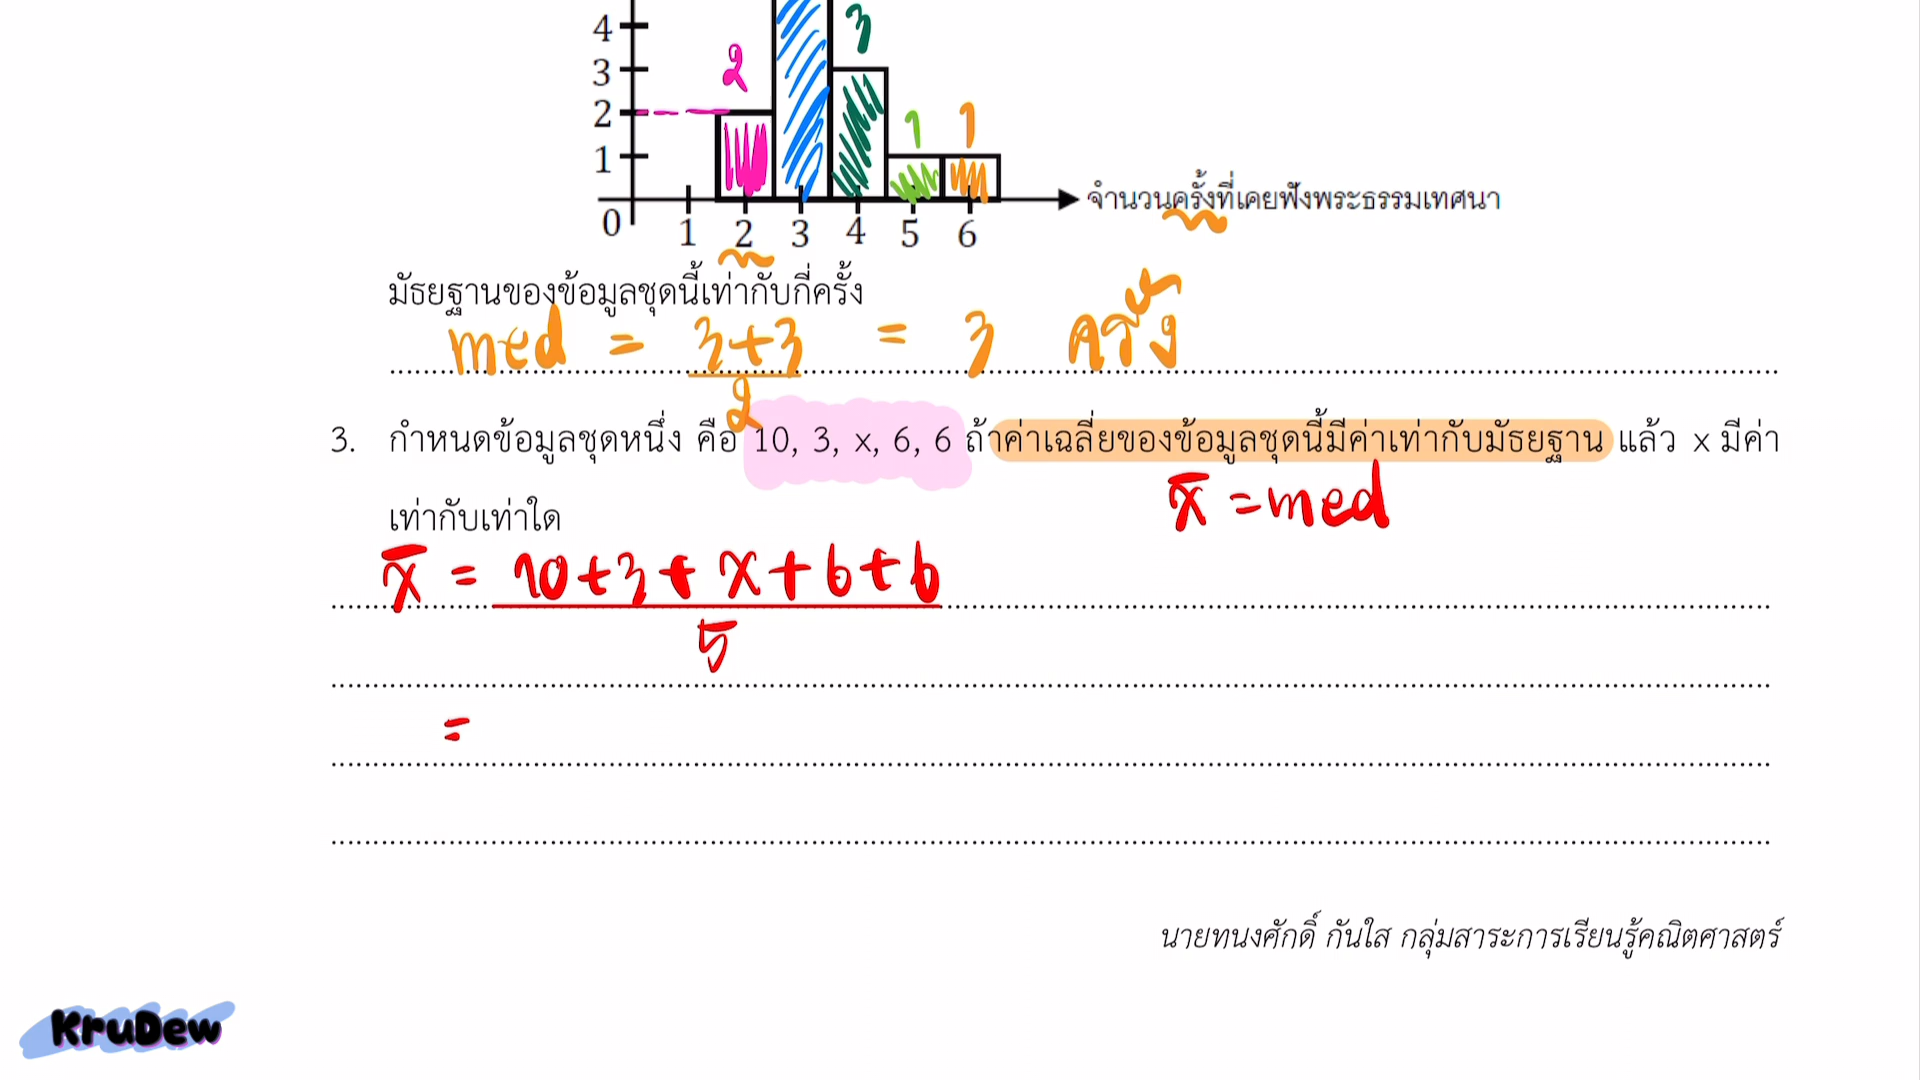 4
3
3
2
2
1
1
1
0
1 2 3 4 5 6
จำนวนครั้งที่เคยฟังพระธรรมเทศนา
มัธยฐานของข้อมูลชุดนี้เท่ากับกี่ครั้ง
med = 3+3 = 3 ครั้ง
2
3. กำหนดข้อมูลชุดหนึ่ง คือ 10, 3, x, 6, 6 ถ้าค่าเฉลี่ยของข้อมูลชุดนี้มีค่าเท่ากับมัธยฐาน แล้ว x มีค่า
x̄ = med
เท่ากับเท่าใด
x̄ = 10+3+x+6+6
5
=
นายทนงศักดิ์ กันใส กลุ่มสาระการเรียนรู้คณิตศาสตร์
KruDew